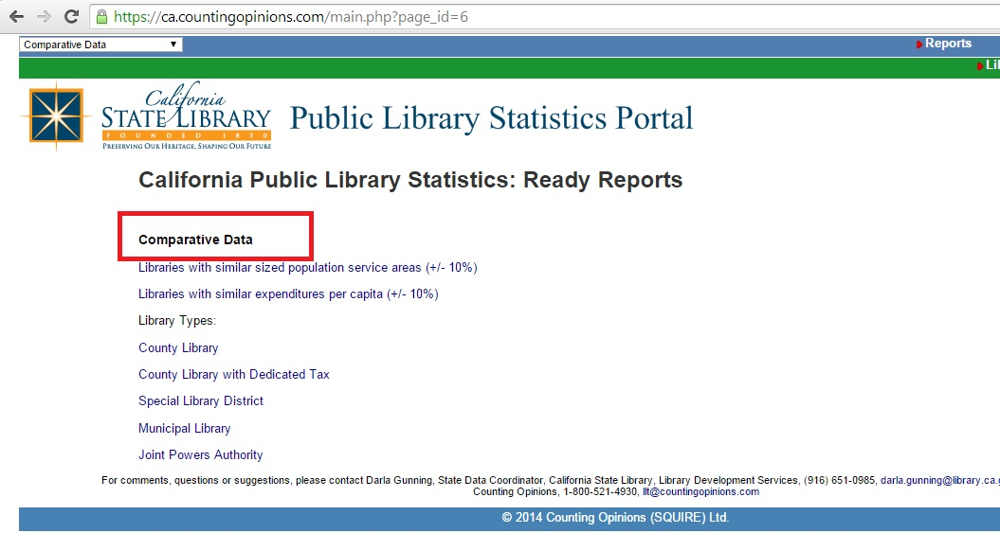 https://ca.countingopinions.com/main.php?page_id=6
Comparative Data
Reports
California
STATE LIBRARY
FOUNDED 1850
PRESERVING OUR HERITAGE, SHAPING OUR FUTURE
Public Library Statistics Portal
California Public Library Statistics: Ready Reports
Comparative Data
Libraries with similar sized population service areas (+/- 10%)
Libraries with similar expenditures per capita (+/- 10%)
Library Types:
County Library
County Library with Dedicated Tax
Special Library District
Municipal Library
Joint Powers Authority
For comments, questions or suggestions, please contact Darla Gunning, State Data Coordinator, California State Library, Library Development Services, (916) 651-0985, darla.gunning@library.ca.
Counting Opinions, 1-800-521-4930, llt@countingopinions.com
© 2014 Counting Opinions (SQUIRE) Ltd.